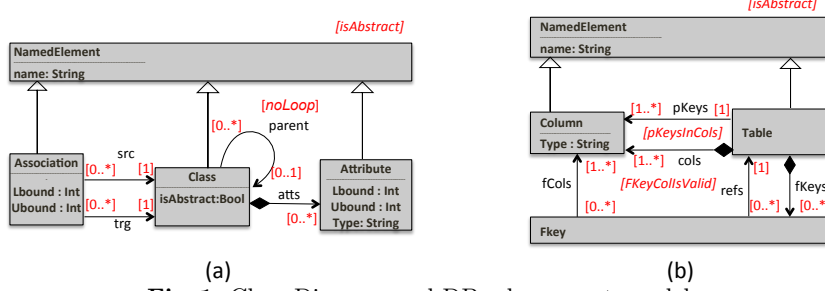 [isAbstract]
NamedElement
name: String
[noLoop]
[0..*]
parent
Association
Lbound : Int
Ubound : Int
src
[0..*]
[1]
[0..*]
[1]
trg
Class
isAbstract:Bool
[0..1]
atts
[0..*]
Attribute
Lbound : Int
Ubound : Int
Type: String
(a)
[isAbstract]
NamedElement
name: String
Column
Type : String
[1..*]
pKeys
[1]
[pKeysInCols]
[1..*]
cols
Table
[1..*]
fCols
[FKeyColIsValid]
refs
[1]
fKeys
[0..*]
[0..*]
[0..*
Fkey
(b)